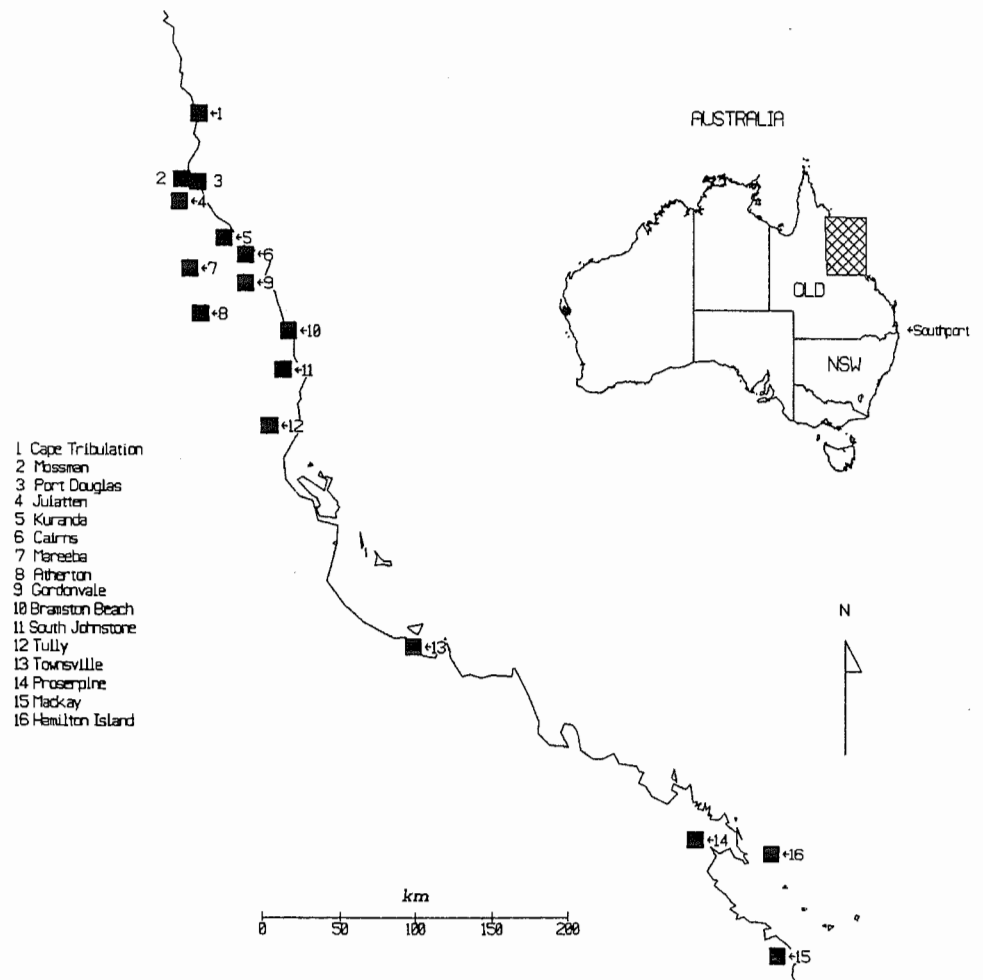 ←1
2
3
←4
←5
←6
←7
←9
←8
←10
←11
←12
AUSTRALIA
QLD
←Southport
NSW
1 Cape Tribulation
2 Mossman
3 Port Douglas
4 Julatten
5 Kuranda
6 Cairns
7 Mareeba
8 Atherton
9 Gordonvale
10 Bramston Beach
11 South Johnstone
12 Tully
13 Townsville
14 Proserpine
15 Mackay
16 Hamilton Island
N
←13
←14
←16
km
0 50 100 150 200
←15